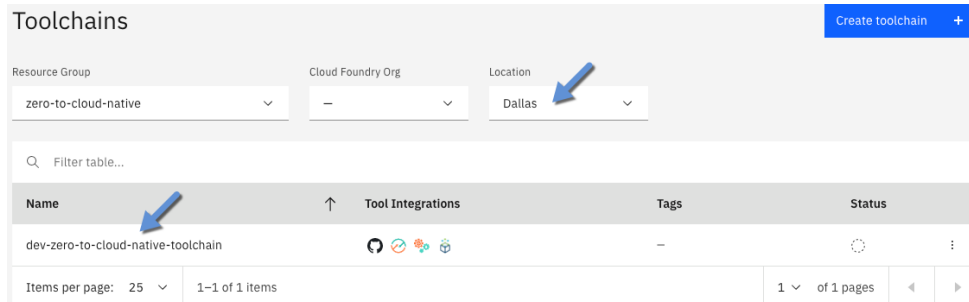 Toolchains
Create toolchain +
Resource Group Cloud Foundry Org Location
zero-to-cloud-native – Dallas
Filter table...
Name ↑ Tool Integrations Tags Status
dev-zero-to-cloud-native-toolchain –
Items per page: 25 1–1 of 1 items 1 of 1 pages